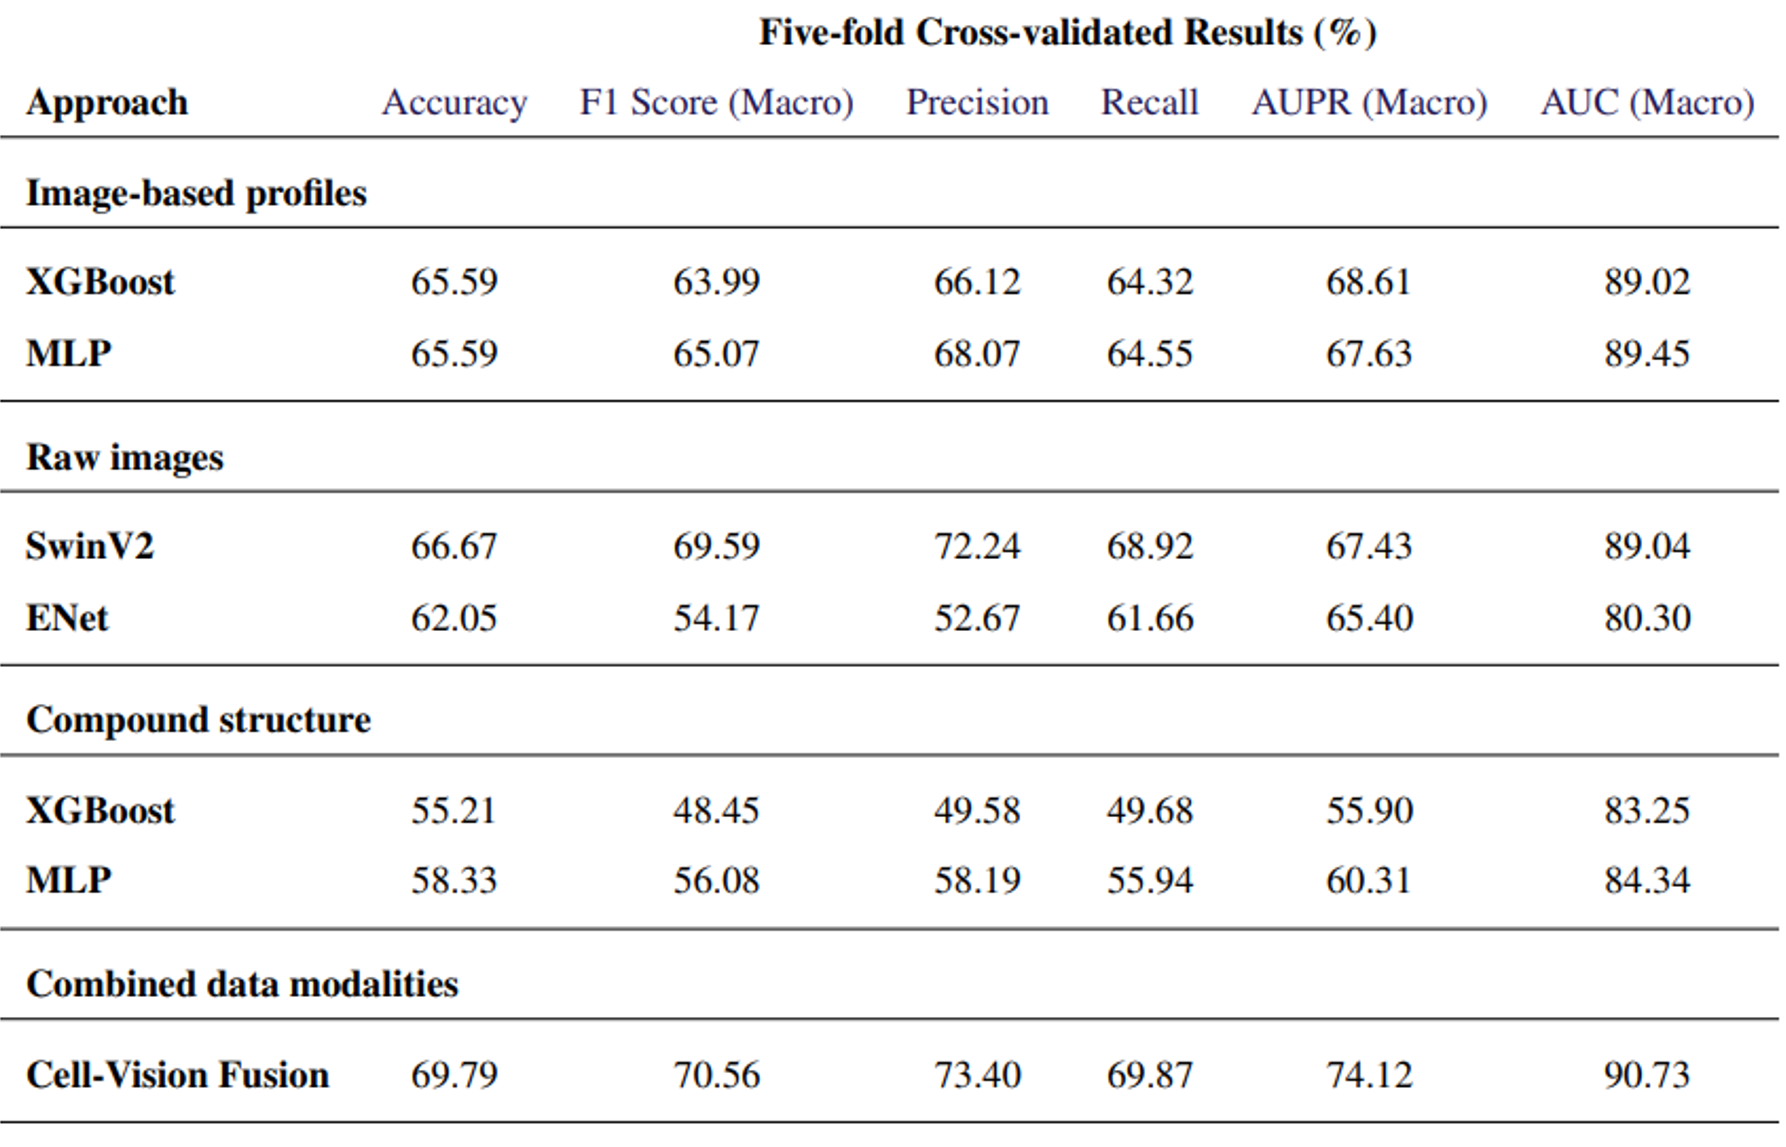 Five-fold Cross-validated Results (%)
Approach Accuracy F1 Score (Macro) Precision Recall AUPR (Macro) AUC (Macro)
Image-based profiles
XGBoost 65.59 63.99 66.12 64.32 68.61 89.02
MLP 65.59 65.07 68.07 64.55 67.63 89.45
Raw images
SwinV2 66.67 69.59 72.24 68.92 67.43 89.04
ENet 62.05 54.17 52.67 61.66 65.40 80.30
Compound structure
XGBoost 55.21 48.45 49.58 49.68 55.90 83.25
MLP 58.33 56.08 58.19 55.94 60.31 84.34
Combined data modalities
Cell-Vision Fusion 69.79 70.56 73.40 69.87 74.12 90.73